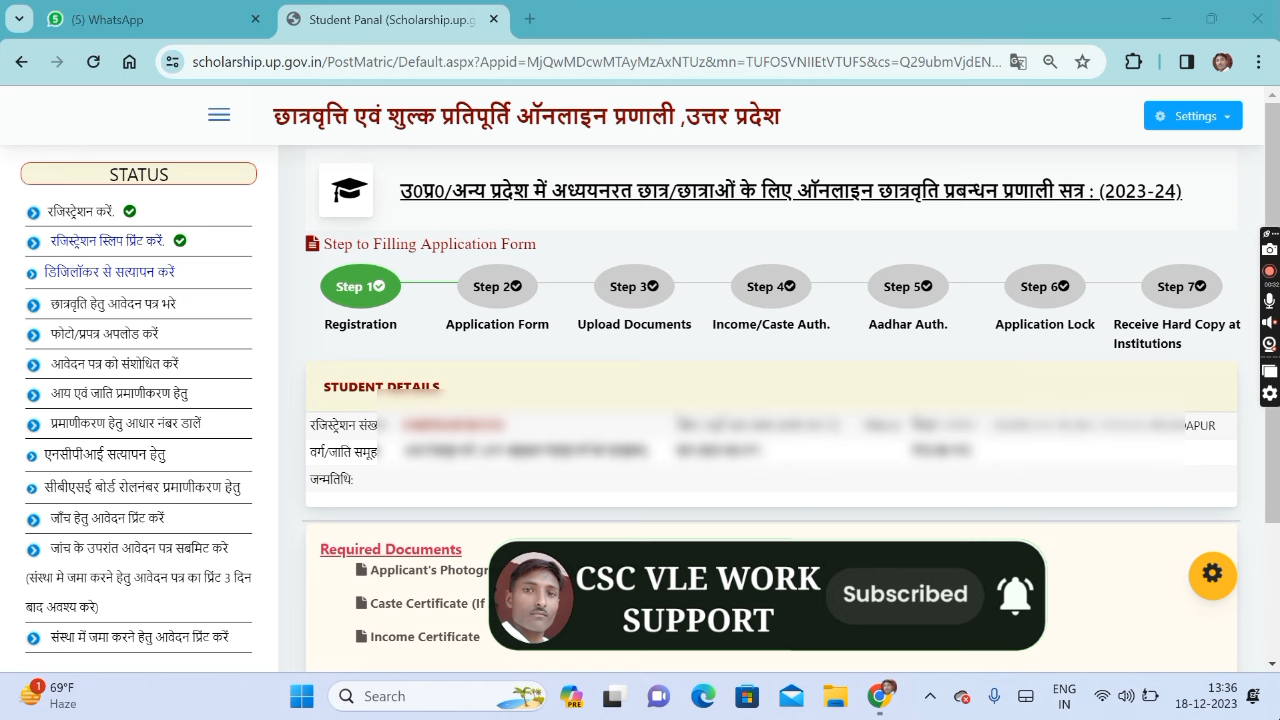 (5) WhatsApp
Student Panal (Scholarship.up.g
scholarship.up.gov.in/PostMatric/Default.aspx?Appid=MjQwMDcwMTAyMzAxNTUz&mn=TUFOSVNIIEtVTUFS&cs=Q29ubmVjdEN...
छात्रवृत्ति एवं शुल्क प्रतिपूर्ति ऑनलाइन प्रणाली ,उत्तर प्रदेश
Settings
STATUS
रजिस्ट्रेशन करें.
रजिस्ट्रेशन स्लिप प्रिंट करें.
डिजिलॉकर से सत्यापन करें
छात्रवृति हेतु आवेदन पत्र भरे
फोटो/प्रपत्र अपलोड करें
आवेदन पत्र को संशोधित करें
आय एवं जाति प्रमाणीकरण हेतु
प्रमाणीकरण हेतु आधार नंबर डालें
एनसीपीआई सत्यापन हेतु
सीबीएसई बोर्ड रोलनंबर प्रमाणीकरण हेतु
जाँच हेतु आवेदन प्रिंट करें
जांच के उपरांत आवेदन पत्र सबमिट करे
(संस्था मे जमा करने हेतु आवेदन पत्र का प्रिंट 3 दिन
बाद अवश्य करे)
संस्था में जमा करने हेतु आवेदन प्रिंट करें
उ0प्र0/अन्य प्रदेश में अध्ययनरत छात्र/छात्राओं के लिए ऑनलाइन छात्रवृति प्रबन्धन प्रणाली सत्र : (2023-24)
Step to Filling Application Form
Step 1 Step 2 Step 3 Step 4 Step 5 Step 6 Step 7
Registration Application Form Upload Documents Income/Caste Auth. Aadhar Auth. Application Lock Receive Hard Copy at
Institutions
STUDENT DETAILS
रजिस्ट्रेशन संख DAPUR
वर्ग/जाति समूह
जन्मतिथि:
Required Documents
Applicant's Photogr
Caste Certificate (If
Income Certificate
CSC VLE WORK
SUPPORT
Subscribed
00:32
1
69°F
Haze
Search
PRE
ENG
IN
13:36
18-12-2023